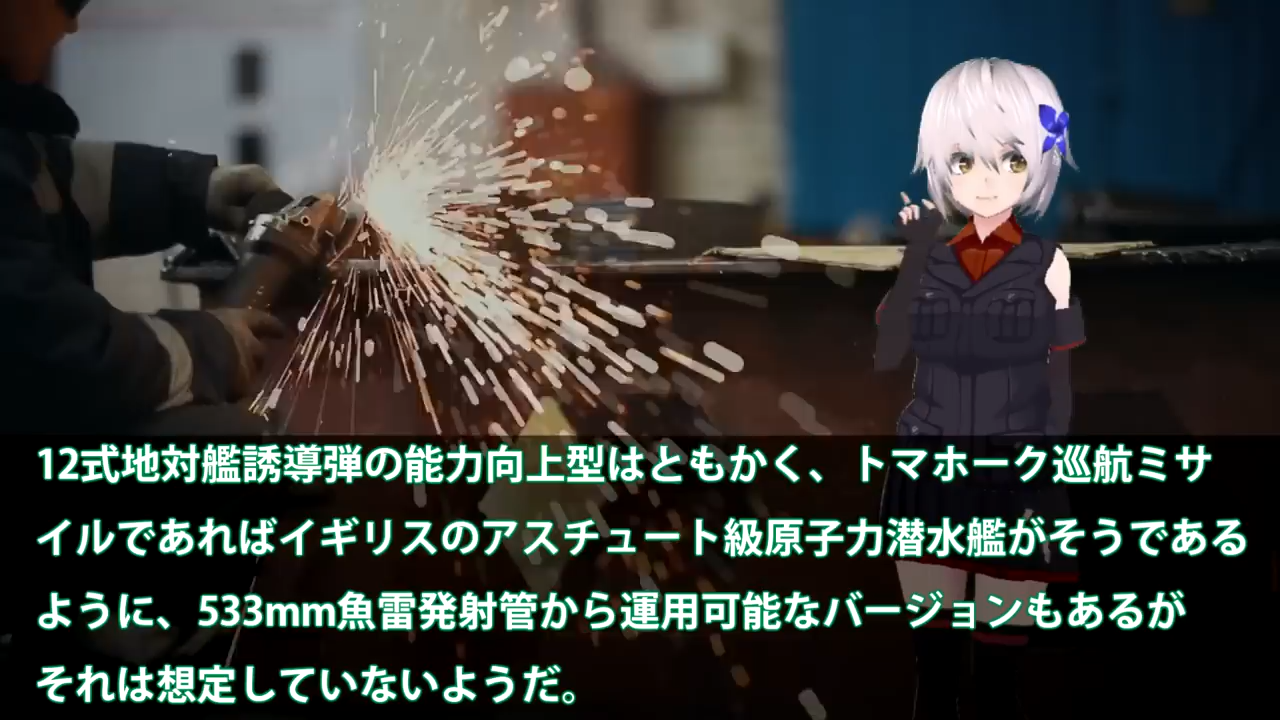 12式地対艦誘導弾の能力向上型はともかく、トマホーク巡航ミサ
イルであればイギリスのアスチュート級原子力潜水艦がそうである
ように、533mm魚雷発射管から運用可能なバージョンもあるが
それは想定していないようだ。